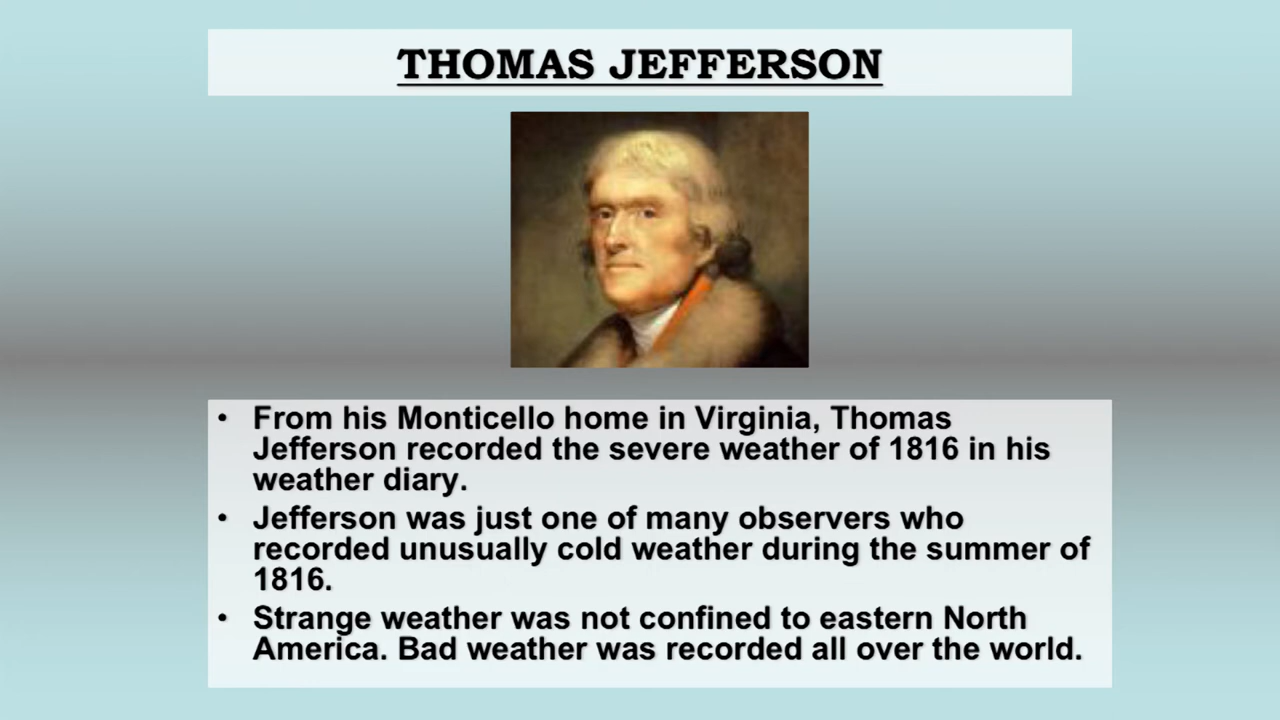 THOMAS JEFFERSON
• From his Monticello home in Virginia, Thomas
Jefferson recorded the severe weather of 1816 in his
weather diary.
• Jefferson was just one of many observers who
recorded unusually cold weather during the summer of
1816.
• Strange weather was not confined to eastern North
America. Bad weather was recorded all over the world.